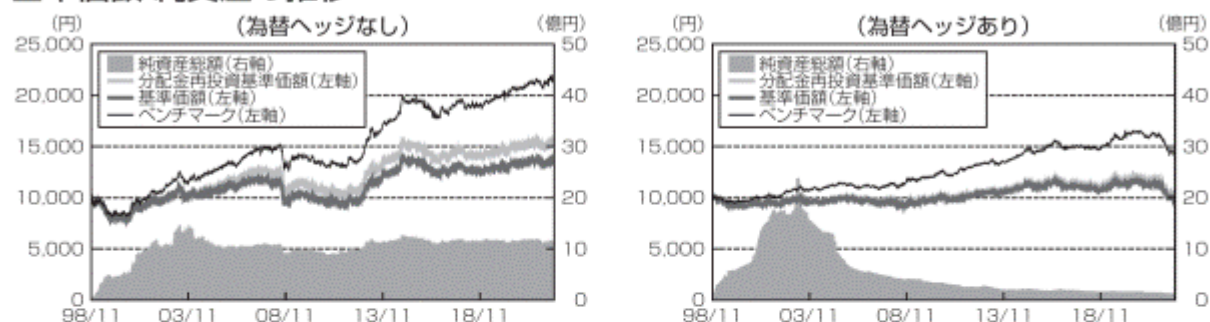 (円) (為替ヘッジなし) (億円)
25,000 50
純資産総額(右軸)
分配金再投資基準価額(左軸)
20,000 基準価額(左軸) 40
ベンチマーク(左軸)
15,000 30
10,000 20
5,000 10
0 0
98/11 03/11 08/11 13/11 18/11
(円) (為替ヘッジあり) (億円)
25,000 50
純資産総額(右軸)
分配金再投資基準価額(左軸)
20,000 基準価額(左軸) 40
ベンチマーク(左軸)
15,000 30
10,000 20
5,000 10
0 0
98/11 03/11 08/11 13/11 18/11